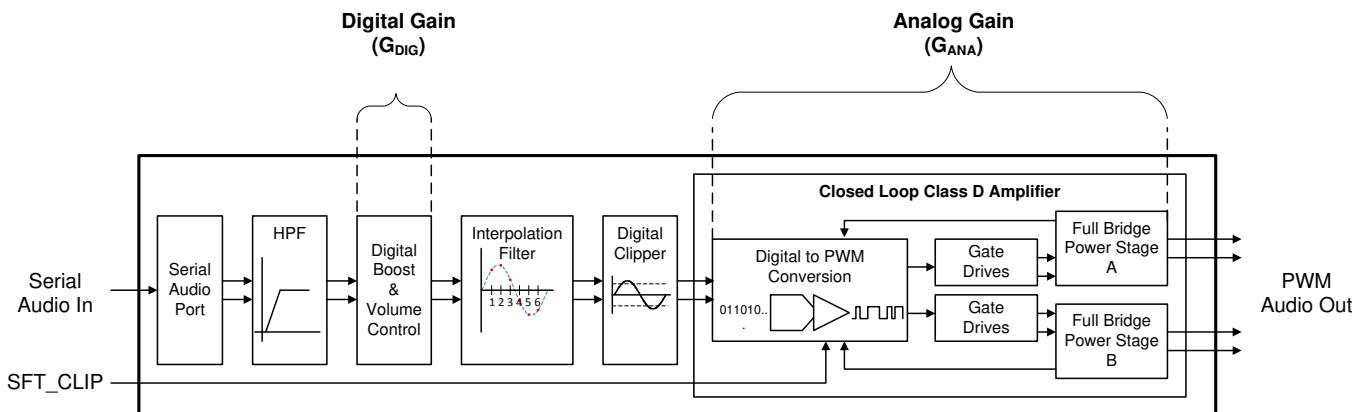 Digital Gain
(GDIG)
Analog Gain
(GANA)
Closed Loop Class D Amplifier
Serial
Audio In
Serial
Audio
Port
HPF
Digital
Boost
&
Volume
Control
Interpolation
Filter
1 2 3 4 5 6
Digital
Clipper
Digital to PWM
Conversion
011010..
.
Gate
Drives
Gate
Drives
Full Bridge
Power Stage
A
Full Bridge
Power Stage
B
PWM
Audio Out
SFT_CLIP